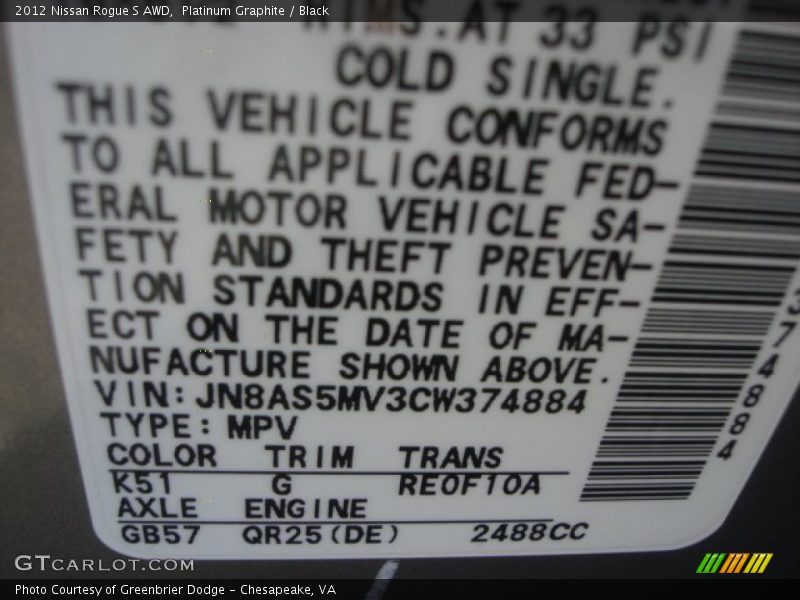 2012 Nissan Rogue S AWD, Platinum Graphite / Black
RIMS.AT 33 PSI
COLD SINGLE.
THIS VEHICLE CONFORMS
TO ALL APPLICABLE FED-
ERAL MOTOR VEHICLE SA-
FETY AND THEFT PREVEN-
TION STANDARDS IN EFF-
ECT ON THE DATE OF MA-
NUFACTURE SHOWN ABOVE.
VIN:JN8AS5MV3CW374884
TYPE:MPV
COLOR TRIM TRANS
K51 G RE0F10A
AXLE ENGINE
GB57 QR25(DE) 2488CC
374884
GTCARLOT.COM
Photo Courtesy of Greenbrier Dodge - Chesapeake, VA